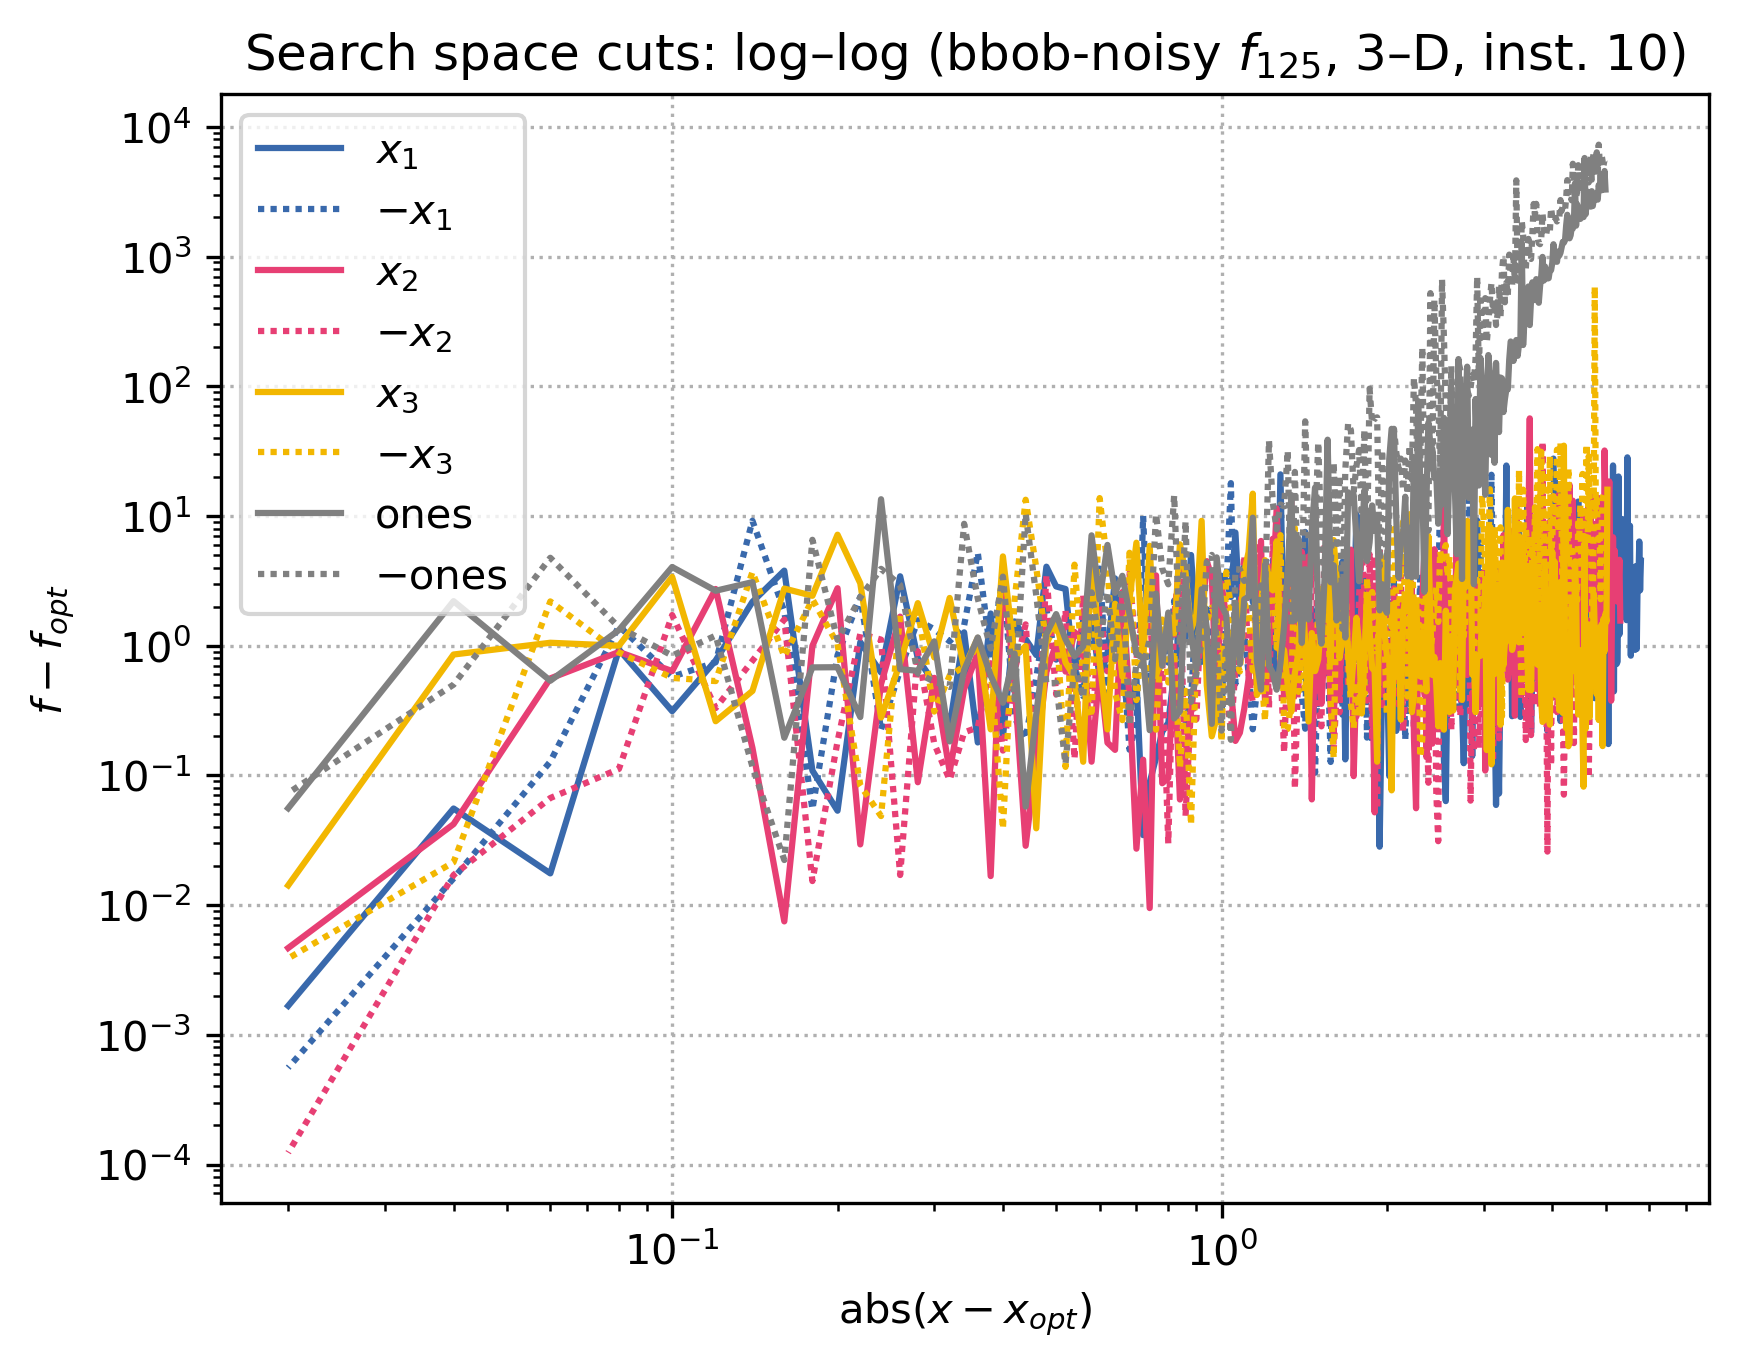 Search space cuts: log–log (bbob-noisy f125, 3–D, inst. 10)
10^4
10^3
10^2
10^1
10^0
10^−1
10^−2
10^−3
10^−4
f − fopt
x1
−x1
x2
−x2
x3
−x3
ones
−ones
10^−1
10^0
abs(x − xopt)